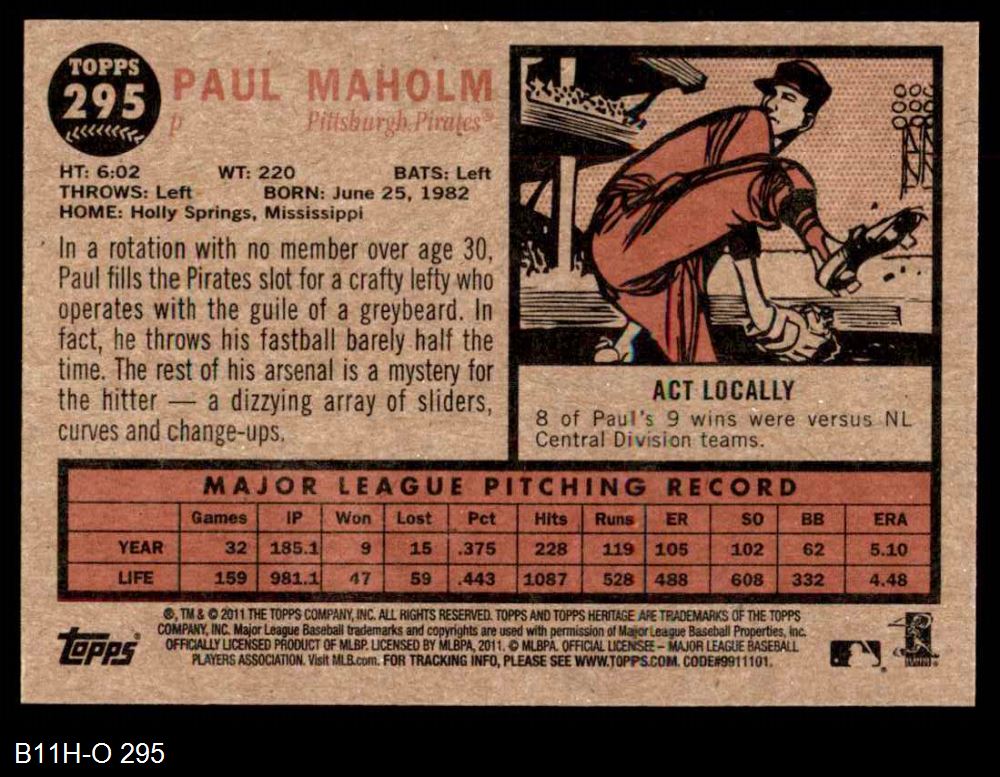 TOPPS
295
PAUL MAHOLM
p Pittsburgh Pirates®
HT: 6:02 WT: 220 BATS: Left
THROWS: Left BORN: June 25, 1982
HOME: Holly Springs, Mississippi
In a rotation with no member over age 30,
Paul fills the Pirates slot for a crafty lefty who
operates with the guile of a greybeard. In
fact, he throws his fastball barely half the
time. The rest of his arsenal is a mystery for
the hitter — a dizzying array of sliders,
curves and change-ups.
ACT LOCALLY
8 of Paul's 9 wins were versus NL
Central Division teams.
MAJOR LEAGUE PITCHING RECORD
Games IP Won Lost Pct Hits Runs ER SO BB ERA
YEAR 32 185.1 9 15 .375 228 119 105 102 62 5.10
LIFE 159 981.1 47 59 .443 1087 528 488 608 332 4.48
®, TM & © 2011 THE TOPPS COMPANY, INC. ALL RIGHTS RESERVED. TOPPS AND TOPPS HERITAGE ARE TRADEMARKS OF THE TOPPS
COMPANY, INC. Major League Baseball trademarks and copyrights are used with permission of Major League Baseball Properties, Inc.
OFFICIALLY LICENSED PRODUCT OF MLBP. LICENSED BY MLBPA, 2011. © MLBPA. OFFICIAL LICENSEE – MAJOR LEAGUE BASEBALL
PLAYERS ASSOCIATION. Visit MLB.com. FOR TRACKING INFO, PLEASE SEE WWW.TOPPS.COM. CODE#9911101.
topps®
B11H-O 295